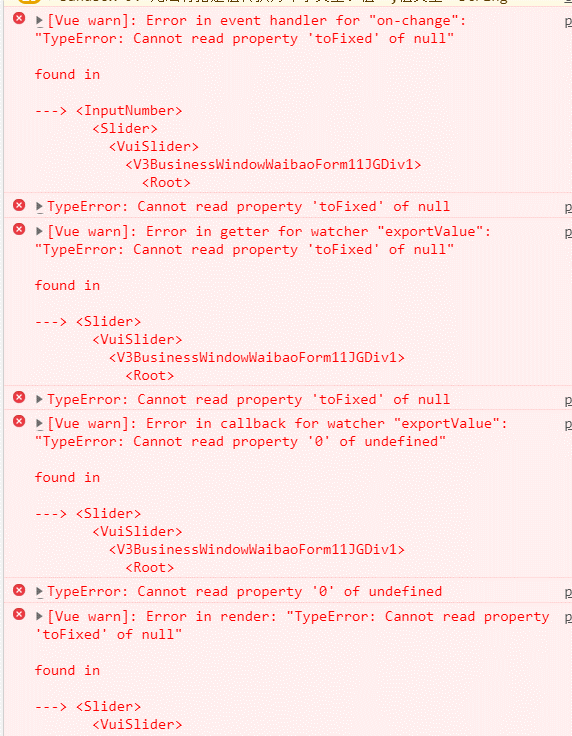 [Vue warn]: Error in event handler for "on-change":
"TypeError: Cannot read property 'toFixed' of null"
found in
---> <InputNumber>
<Slider>
<VuiSlider>
<V3BusinessWindowWaibaoForm11JGDiv1>
<Root>
TypeError: Cannot read property 'toFixed' of null
[Vue warn]: Error in getter for watcher "exportValue":
"TypeError: Cannot read property 'toFixed' of null"
found in
---> <Slider>
<VuiSlider>
<V3BusinessWindowWaibaoForm11JGDiv1>
<Root>
TypeError: Cannot read property 'toFixed' of null
[Vue warn]: Error in callback for watcher "exportValue":
"TypeError: Cannot read property '0' of undefined"
found in
---> <Slider>
<VuiSlider>
<V3BusinessWindowWaibaoForm11JGDiv1>
<Root>
TypeError: Cannot read property '0' of undefined
[Vue warn]: Error in render: "TypeError: Cannot read property
'toFixed' of null"
found in
---> <Slider>
<VuiSlider>